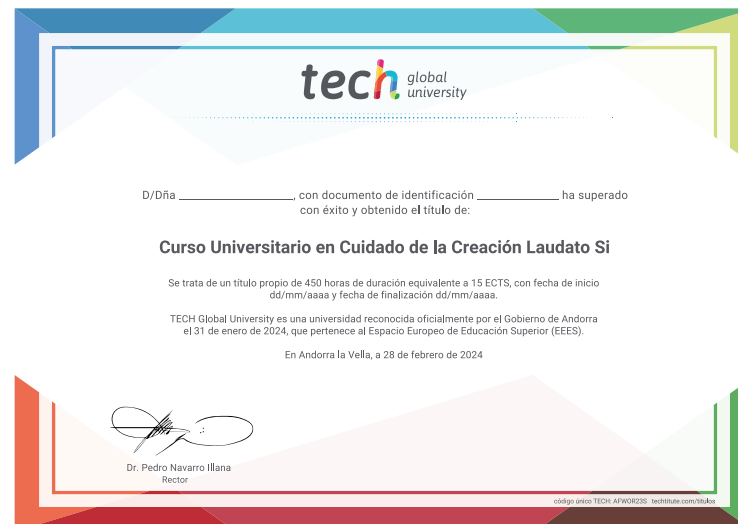 tech global university
D/Dña ____________, con documento de identificación ____________ ha superado
con éxito y obtenido el título de:
Curso Universitario en Cuidado de la Creación Laudato Si
Se trata de un título propio de 450 horas de duración equivalente a 15 ECTS, con fecha de inicio
dd/mm/aaaa y fecha de finalización dd/mm/aaaa.
TECH Global University es una universidad reconocida oficialmente por el Gobierno de Andorra
el 31 de enero de 2024, que pertenece al Espacio Europeo de Educación Superior (EEES).
En Andorra la Vella, a 28 de febrero de 2024
Dr. Pedro Navarro Illana
Rector
código único TECH: AFWOR23S techtitute.com/titulos